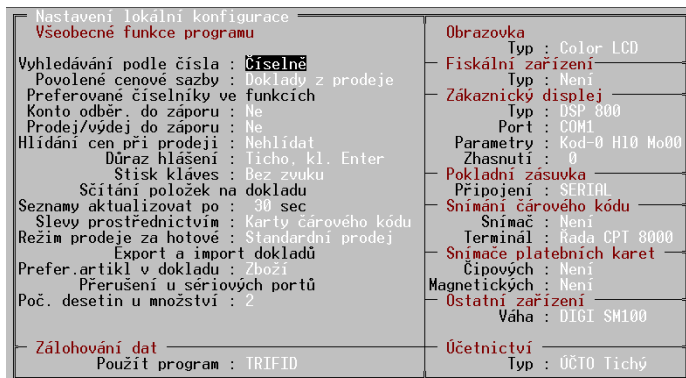 Nastavení lokální konfigurace
Všeobecné funkce programu
Vyhledávání podle čísla : Číselně
Povolené cenové sazby : Doklady z prodeje
Preferované číselníky ve funkcích
Konto odběr. do záporu : Ne
Prodej/výdej do záporu : Ne
Hlídání cen při prodeji : Nehlídat
Důraz hlášení : Ticho, kl. Enter
Stisk kláves : Bez zvuku
Sčítání položek na dokladu
Seznamy aktualizovat po : 30 sec
Slevy prostřednictvím : Karty čárového kódu
Režim prodeje za hotové : Standardní prodej
Export a import dokladů
Prefer.artikl v dokladu : Zboží
Přerušení u sériových portů
Poč. desetin u množství : 2
Zálohování dat
Použít program : TRIFID
Obrazovka
Typ : Color LCD
Fiskální zařízení
Typ : Není
Zákaznický displej
Typ : DSP 800
Port : COM1
Parametry : Kod-0 Hl0 Mo00
Zhasnutí : 0
Pokladní zásuvka
Připojení : SERIAL
Snímání čárového kódu
Snímač : Není
Terminál : Řada CPT 8000
Snímače platebních karet
Čipových : Není
Magnetických : Není
Ostatní zařízení
Váha : DIGI SM100
Účetnictví
Typ : ÚČTO Tichý